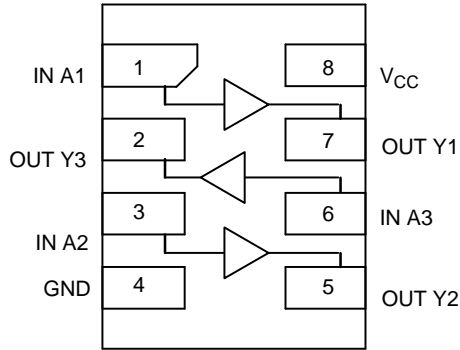 IN A1 1 8 VCC
OUT Y3 2 7 OUT Y1
IN A2 3 6 IN A3
GND 4 5 OUT Y2